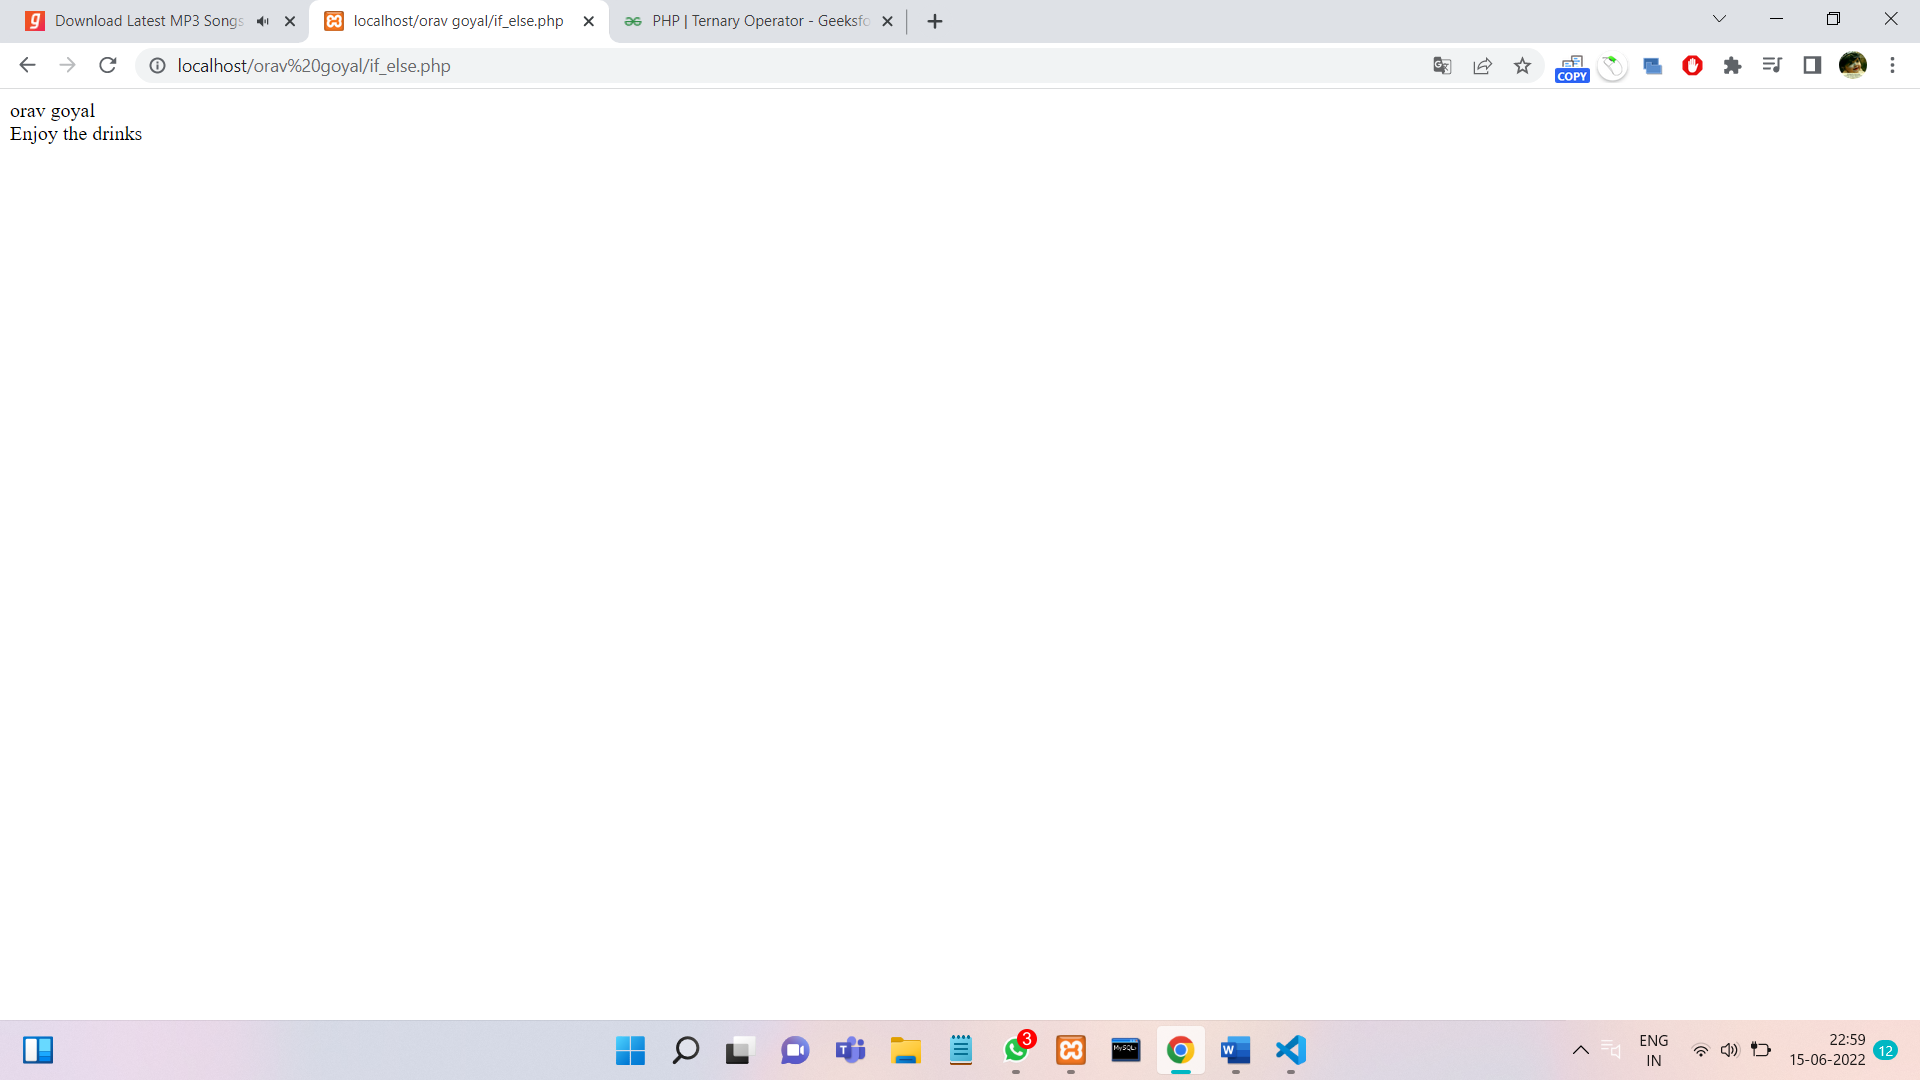 Download Latest MP3 Songs
localhost/orav goyal/if_else.php
PHP | Ternary Operator - Geeksfo
localhost/orav%20goyal/if_else.php
COPY
orav goyal
Enjoy the drinks
3
MySQL
W
ENG
IN
22:59
15-06-2022
12